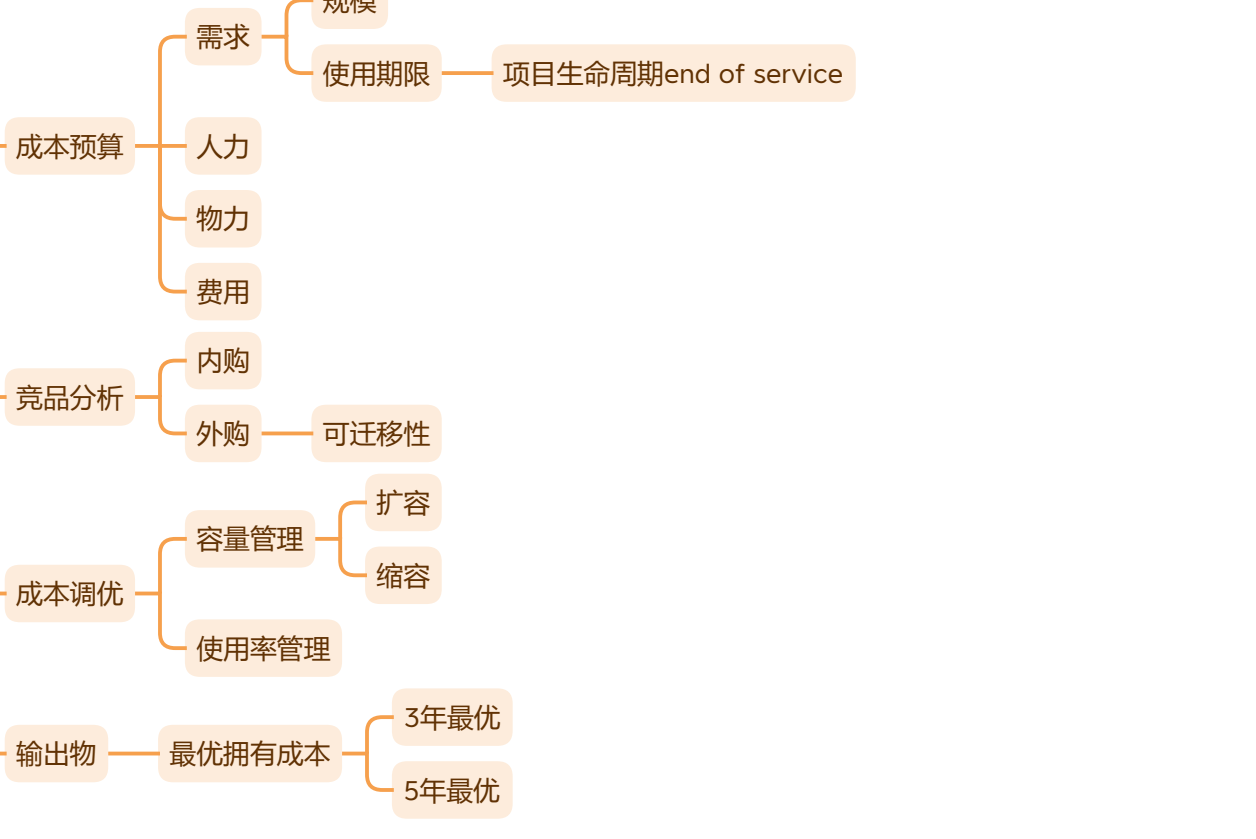 规模
需求
使用期限
项目生命周期end of service
成本预算
人力
物力
费用
内购
竞品分析
外购
可迁移性
扩容
容量管理
缩容
成本调优
使用率管理
3年最优
输出物
最优拥有成本
5年最优